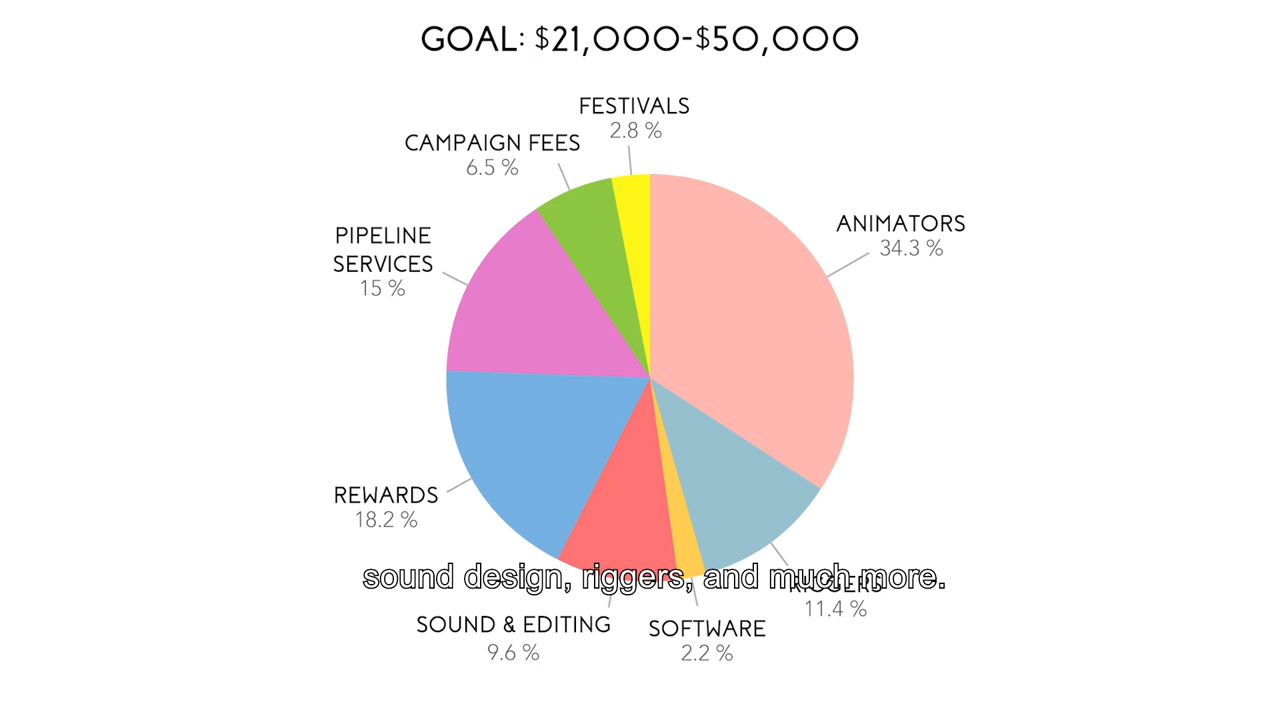 GOAL: $21,000-$50,000
FESTIVALS
2.8 %
CAMPAIGN FEES
6.5 %
ANIMATORS
34.3 %
PIPELINE
SERVICES
15 %
REWARDS
18.2 %
sound design, riggers, and much more.
RIGGERS
11.4 %
SOUND & EDITING
9.6 %
SOFTWARE
2.2 %